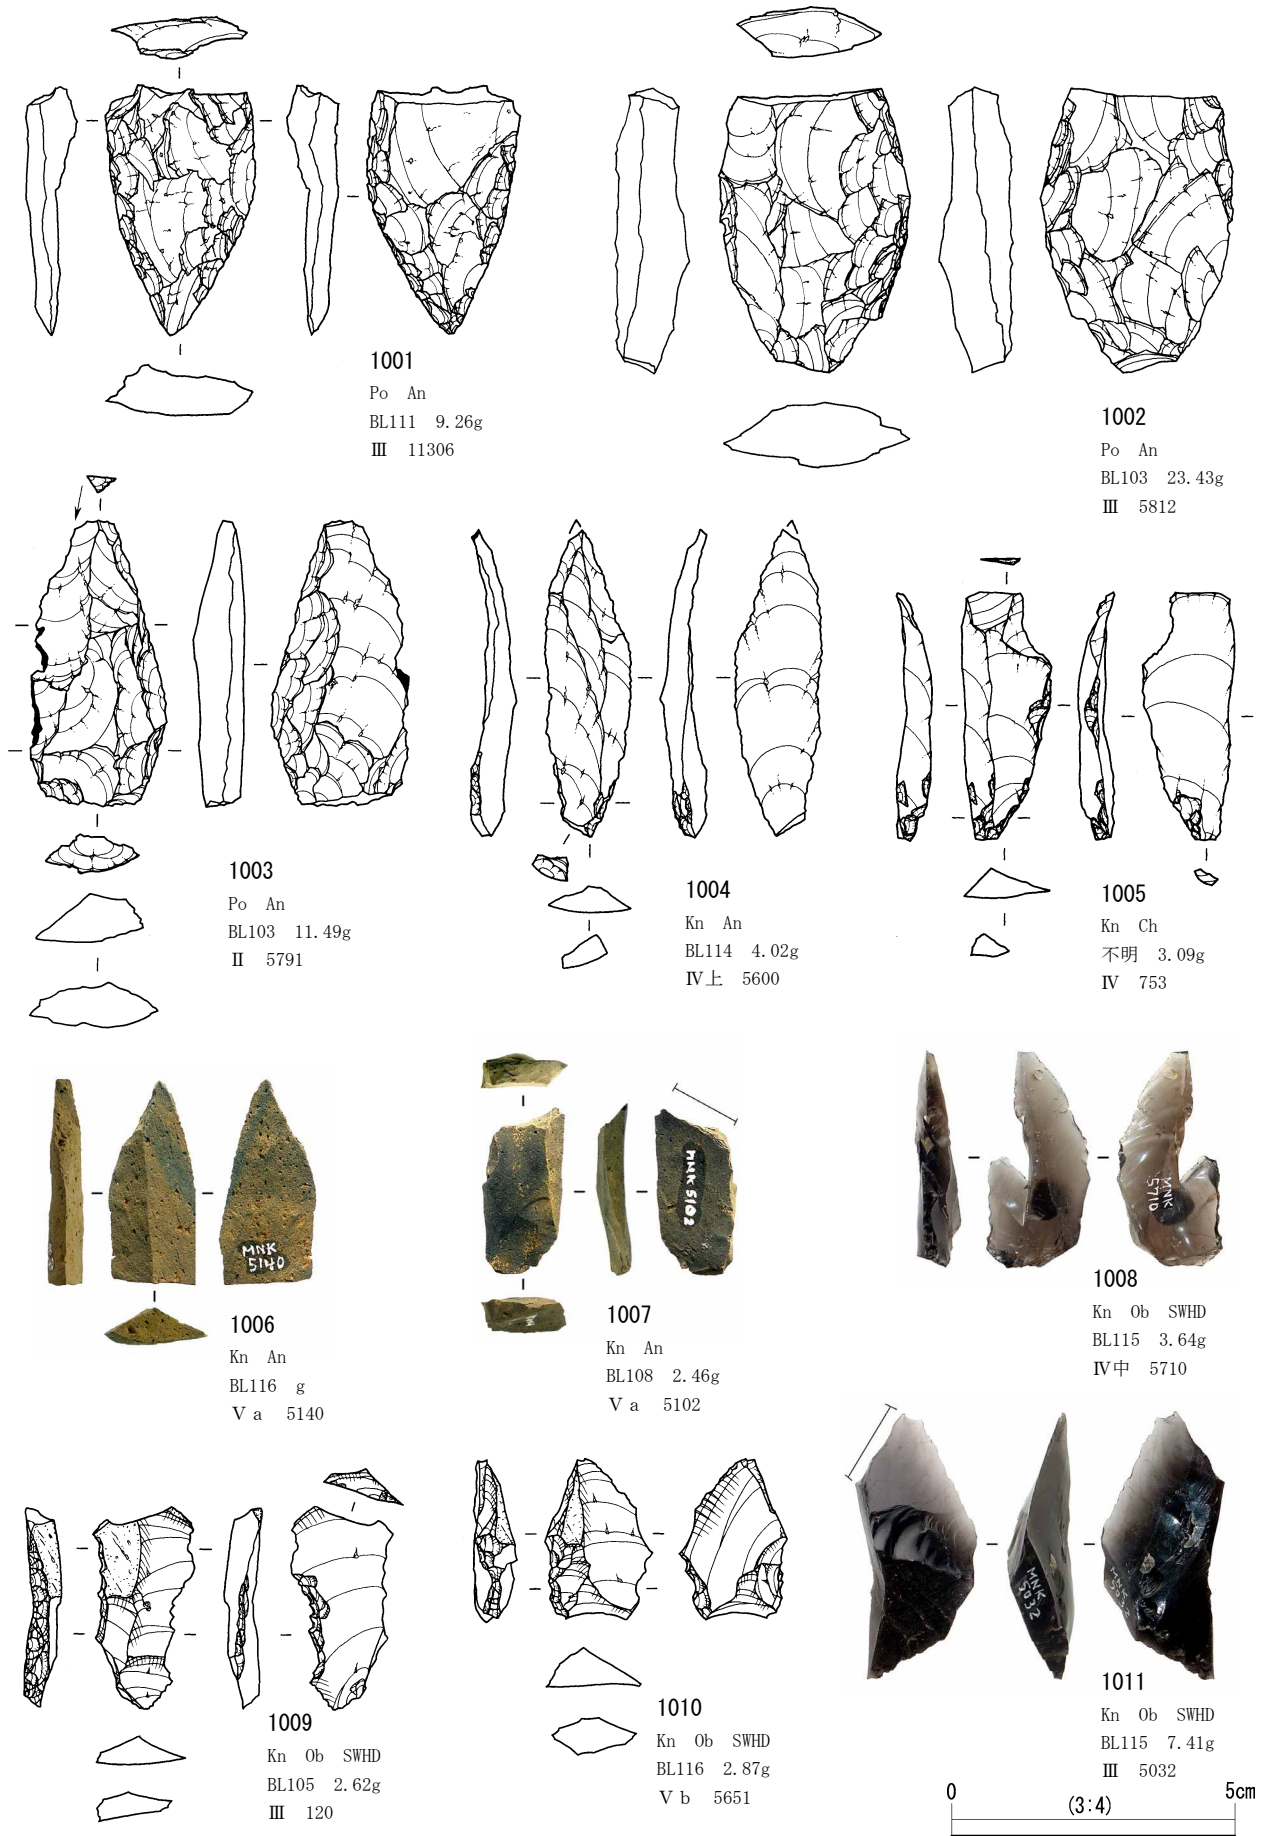 1001
Po An
BL111 9.26g
Ⅲ 11306
1002
Po An
BL103 23.43g
Ⅲ 5812
1003
Po An
BL103 11.49g
Ⅱ 5791
1004
Kn An
BL114 4.02g
Ⅳ上 5600
1005
Kn Ch
不明 3.09g
Ⅳ 753
MNK
5140
1006
Kn An
BL116 g
Ⅴa 5140
MNK 5102
1007
Kn An
BL108 2.46g
Ⅴa 5102
MNK
5710
1008
Kn Ob SWHD
BL115 3.64g
Ⅳ中 5710
1009
Kn Ob SWHD
BL105 2.62g
Ⅲ 120
1010
Kn Ob SWHD
BL116 2.87g
Ⅴb 5651
MNK
5032
MNK
1011
Kn Ob SWHD
BL115 7.41g
Ⅲ 5032
0 5cm
(3:4)